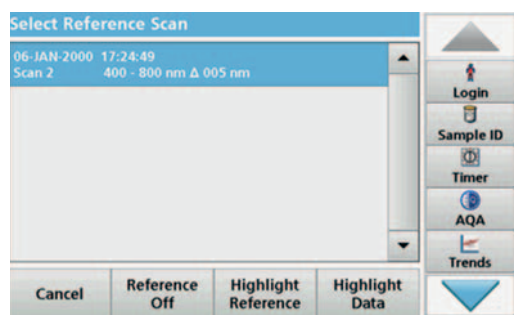 Select Reference Scan
06-JAN-2000 17:24:49
Scan 2 400 - 800 nm Δ 005 nm
Login
Sample ID
Timer
AQA
Trends
Cancel
Reference Off
Highlight Reference
Highlight Data